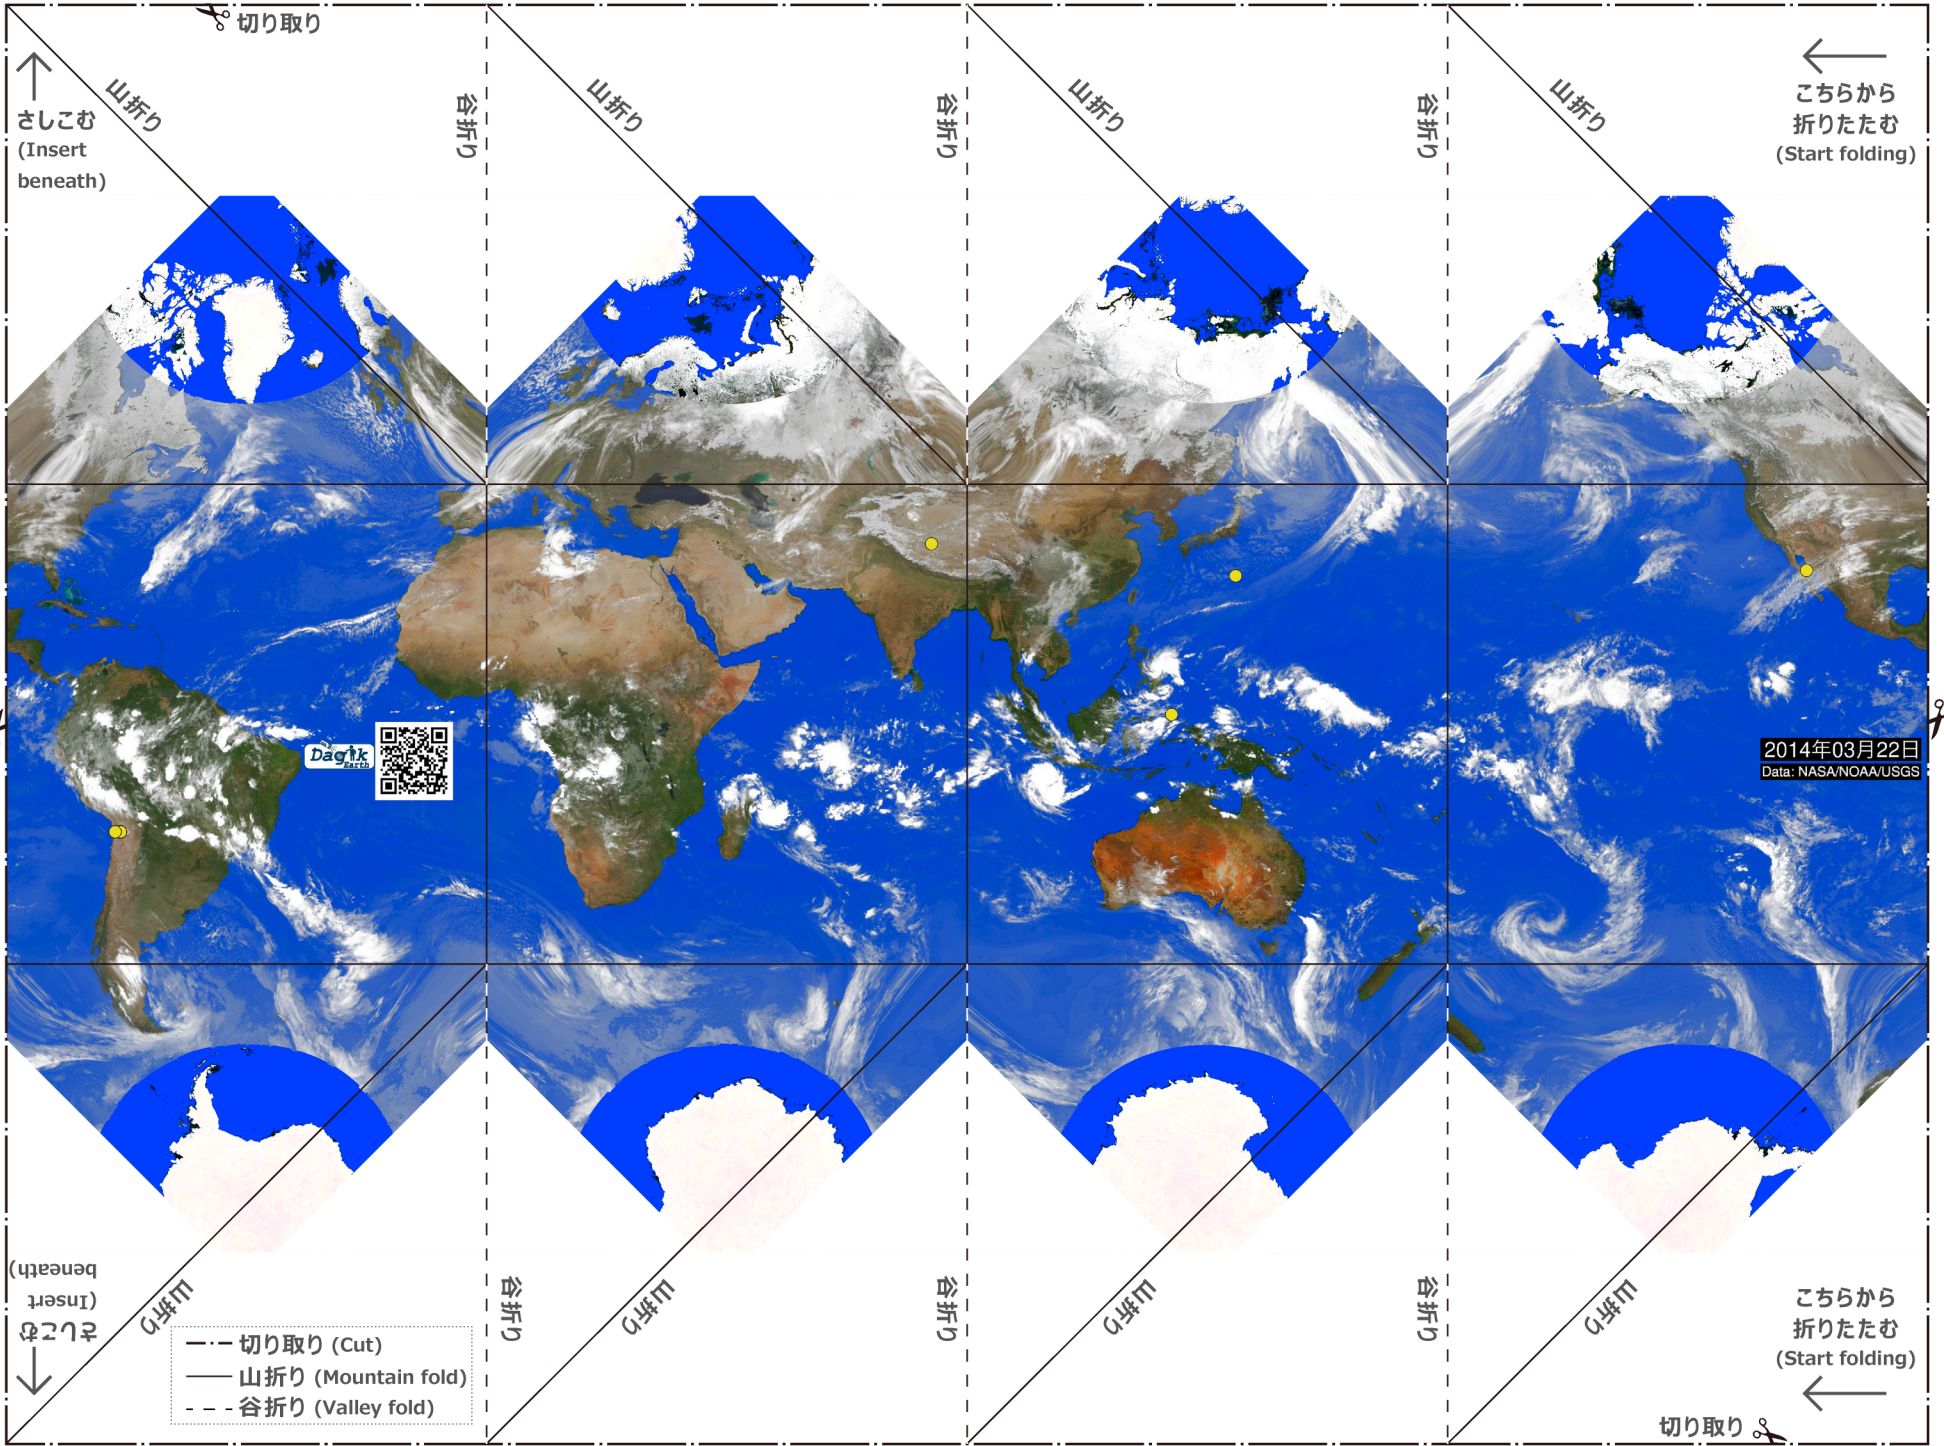 切り取り
山折り
谷折り
山折り
谷折り
山折り
谷折り
山折り
さしこむ
(Insert
beneath)
こちらから
折りたたむ
(Start folding)
Dagik
Earth
2014年03月22日
Data: NASA/NOAA/USGS
さしこむ
(Insert
beneath)
山折り
谷折り
山折り
谷折り
山折り
谷折り
山折り
こちらから
折りたたむ
(Start folding)
切り取り (Cut)
山折り (Mountain fold)
谷折り (Valley fold)
切り取り